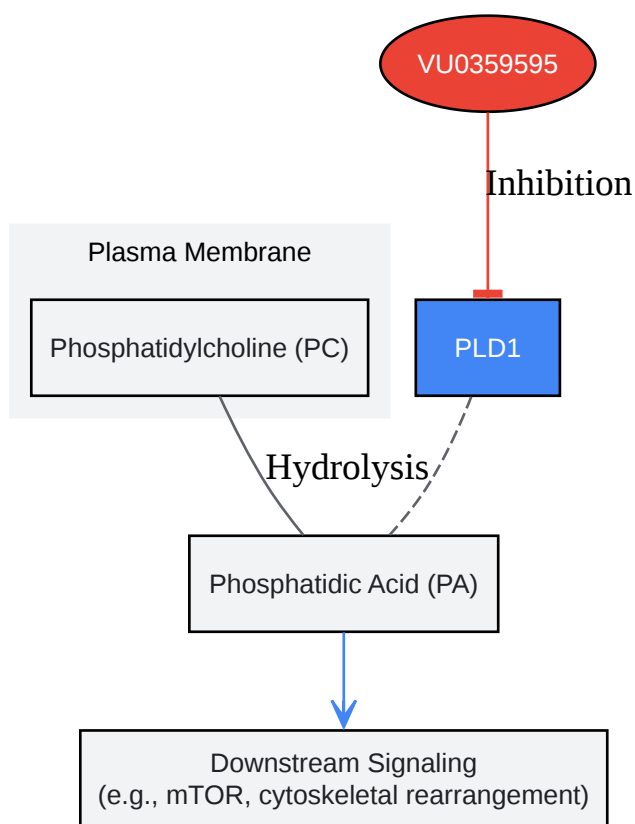 VU0359595
Inhibition
Plasma Membrane
Phosphatidylcholine (PC)
PLD1
Hydrolysis
Phosphatidic Acid (PA)
Downstream Signaling
(e.g., mTOR, cytoskeletal rearrangement)